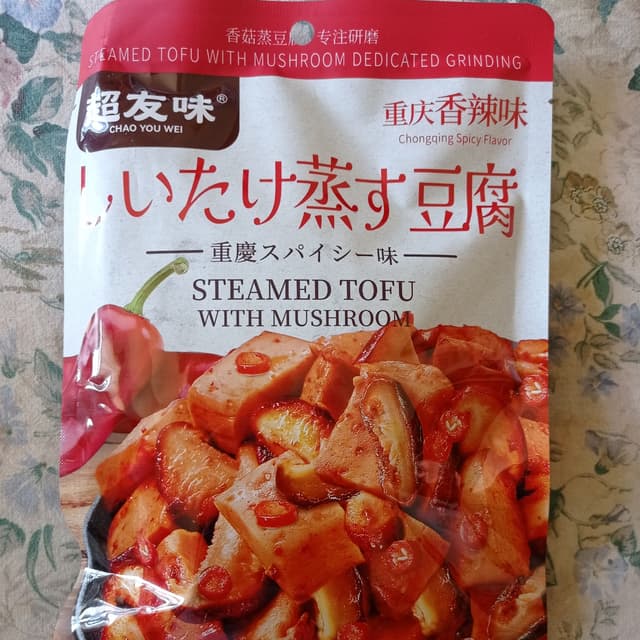 香菇蒸豆腐 专注研磨
STEAMED TOFU WITH MUSHROOM DEDICATED GRINDING
超友味®
CHAO YOU WEI
重庆香辣味
Chongqing Spicy Flavor
しいたけ蒸す豆腐
重慶スパイシー味
STEAMED TOFU
WITH MUSHROOM